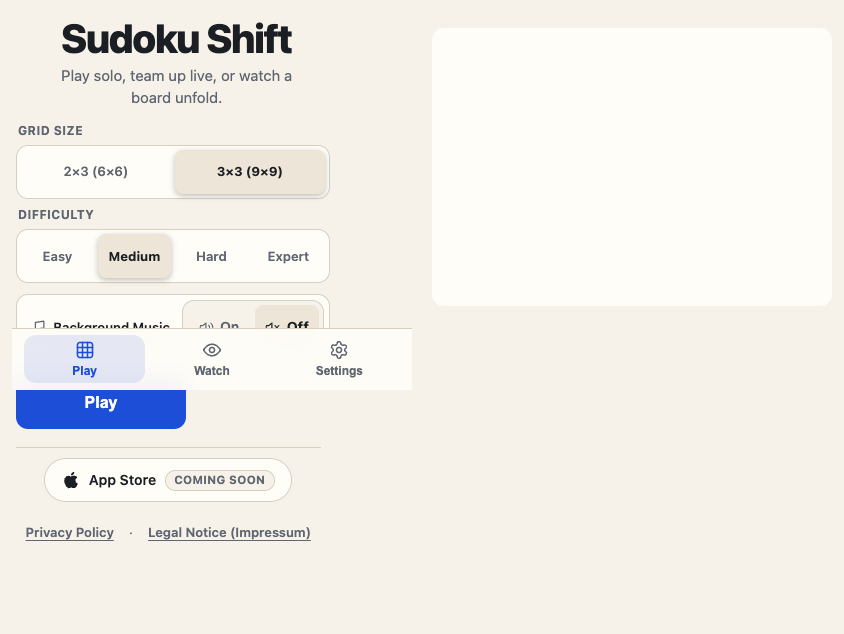 Sudoku Shift
Play solo, team up live, or watch a
board unfold.
GRID SIZE
2×3 (6×6)
3×3 (9×9)
DIFFICULTY
Easy
Medium
Hard
Expert
Background Music
On
Off
Play
Watch
Settings
Play
App Store
COMING SOON
Privacy Policy
·
Legal Notice (Impressum)